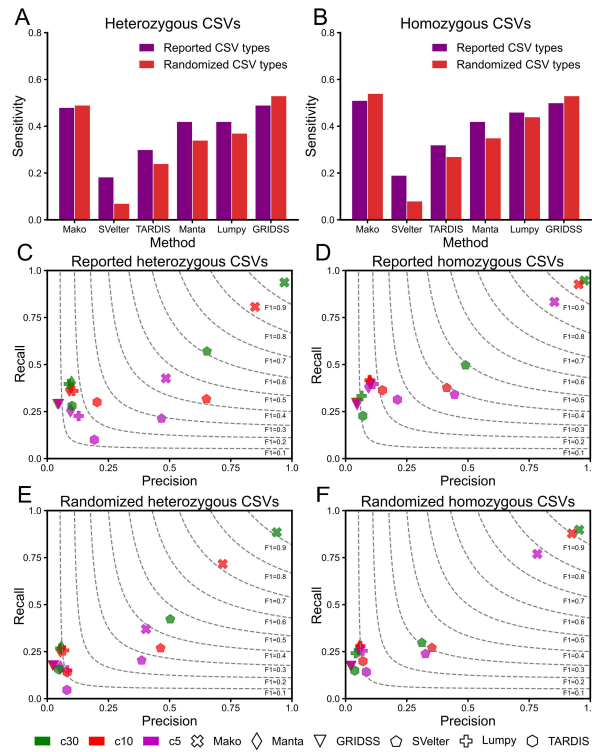 A Heterozygous CSVs
Sensitivity
0.8
0.6
0.4
0.2
0.0
Reported CSV types
Randomized CSV types
Mako SVelter TARDIS Manta Lumpy GRIDSS
Method
B Homozygous CSVs
Sensitivity
0.8
0.6
0.4
0.2
0.0
Reported CSV types
Randomized CSV types
Mako SVelter TARDIS Manta Lumpy GRIDSS
Method
C Reported heterozygous CSVs
Recall
1.0
0.75
0.5
0.25
0.0
F1=0.9
F1=0.8
F1=0.7
F1=0.6
F1=0.5
F1=0.4
F1=0.3
F1=0.2
F1=0.1
0.0 0.25 0.5 0.75 1.0
Precision
D Reported homozygous CSVs
Recall
1.0
0.75
0.5
0.25
0.0
F1=0.9
F1=0.8
F1=0.7
F1=0.6
F1=0.5
F1=0.4
F1=0.3
F1=0.2
F1=0.1
0.0 0.25 0.5 0.75 1.
Precision
E Randomized heterozygous CSVs
Recall
1.0
0.75
0.5
0.25
0.0
F1=0.9
F1=0.8
F1=0.7
F1=0.6
F1=0.5
F1=0.4
F1=0.3
F1=0.2
F1=0.1
0.0 0.25 0.5 0.75 1.0
Precision
F Randomized homozygous CSVs
Recall
1.0
0.75
0.5
0.25
0.0
F1=0.9
F1=0.8
F1=0.7
F1=0.6
F1=0.5
F1=0.4
F1=0.3
F1=0.2
F1=0.1
0.0 0.25 0.5 0.75 1.
Precision
c30 c10 c5 Mako Manta GRIDSS SVelter Lumpy TARDIS